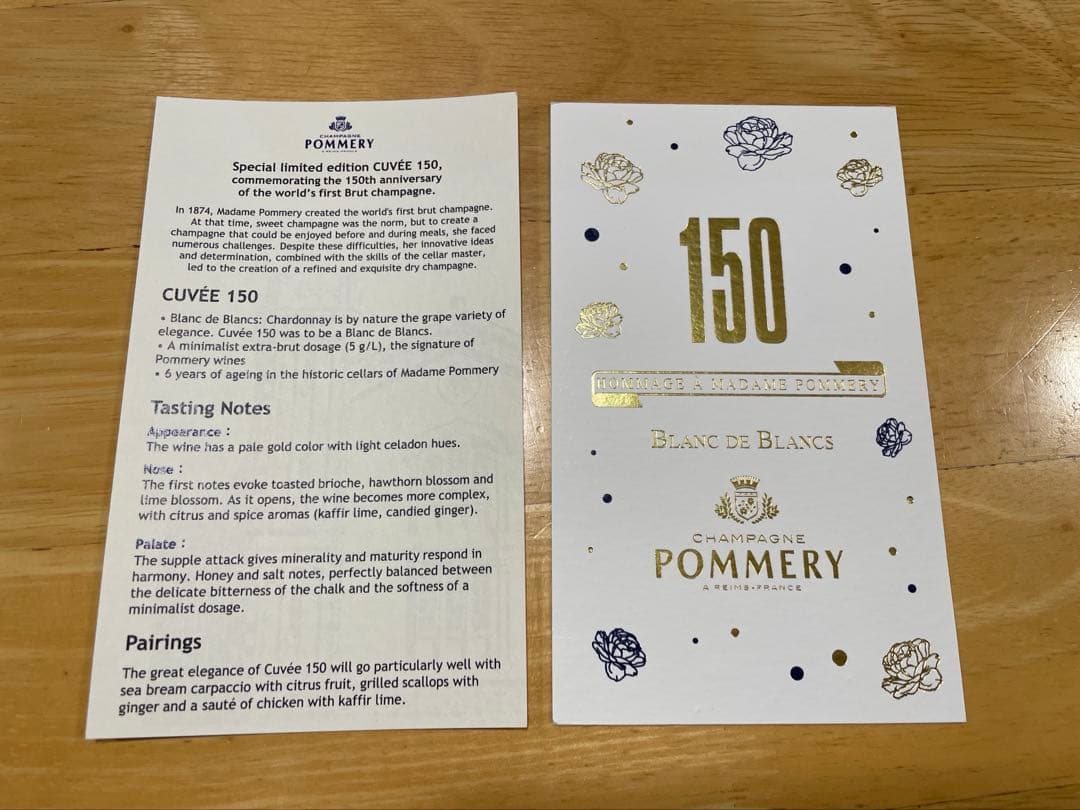 CHAMPAGNE
POMMERY
A REIMS-FRANCE
Special limited edition CUVÉE 150,
commemorating the 150th anniversary
of the world's first Brut champagne.
In 1874, Madame Pommery created the world's first brut champagne.
At that time, sweet champagne was the norm, but to create a
champagne that could be enjoyed before and during meals, she faced
numerous challenges. Despite these difficulties, her innovative ideas
and determination, combined with the skills of the cellar master,
led to the creation of a refined and exquisite dry champagne.
CUVÉE 150
• Blanc de Blancs: Chardonnay is by nature the grape variety of
elegance. Cuvée 150 was to be a Blanc de Blancs.
• A minimalist extra-brut dosage (5 g/L), the signature of
Pommery wines
• 6 years of ageing in the historic cellars of Madame Pommery
Tasting Notes
Appearance :
The wine has a pale gold color with light celadon hues.
Nose :
The first notes evoke toasted brioche, hawthorn blossom and
lime blossom. As it opens, the wine becomes more complex,
with citrus and spice aromas (kaffir lime, candied ginger).
Palate :
The supple attack gives minerality and maturity respond in
harmony. Honey and salt notes, perfectly balanced between
the delicate bitterness of the chalk and the softness of a
minimalist dosage.
Pairings
The great elegance of Cuvée 150 will go particularly well with
sea bream carpaccio with citrus fruit, grilled scallops with
ginger and a sauté of chicken with kaffir lime.
150
HOMMAGE À MADAME POMMERY
BLANC DE BLANCS
CHAMPAGNE
POMMERY
A REIMS•FRANCE